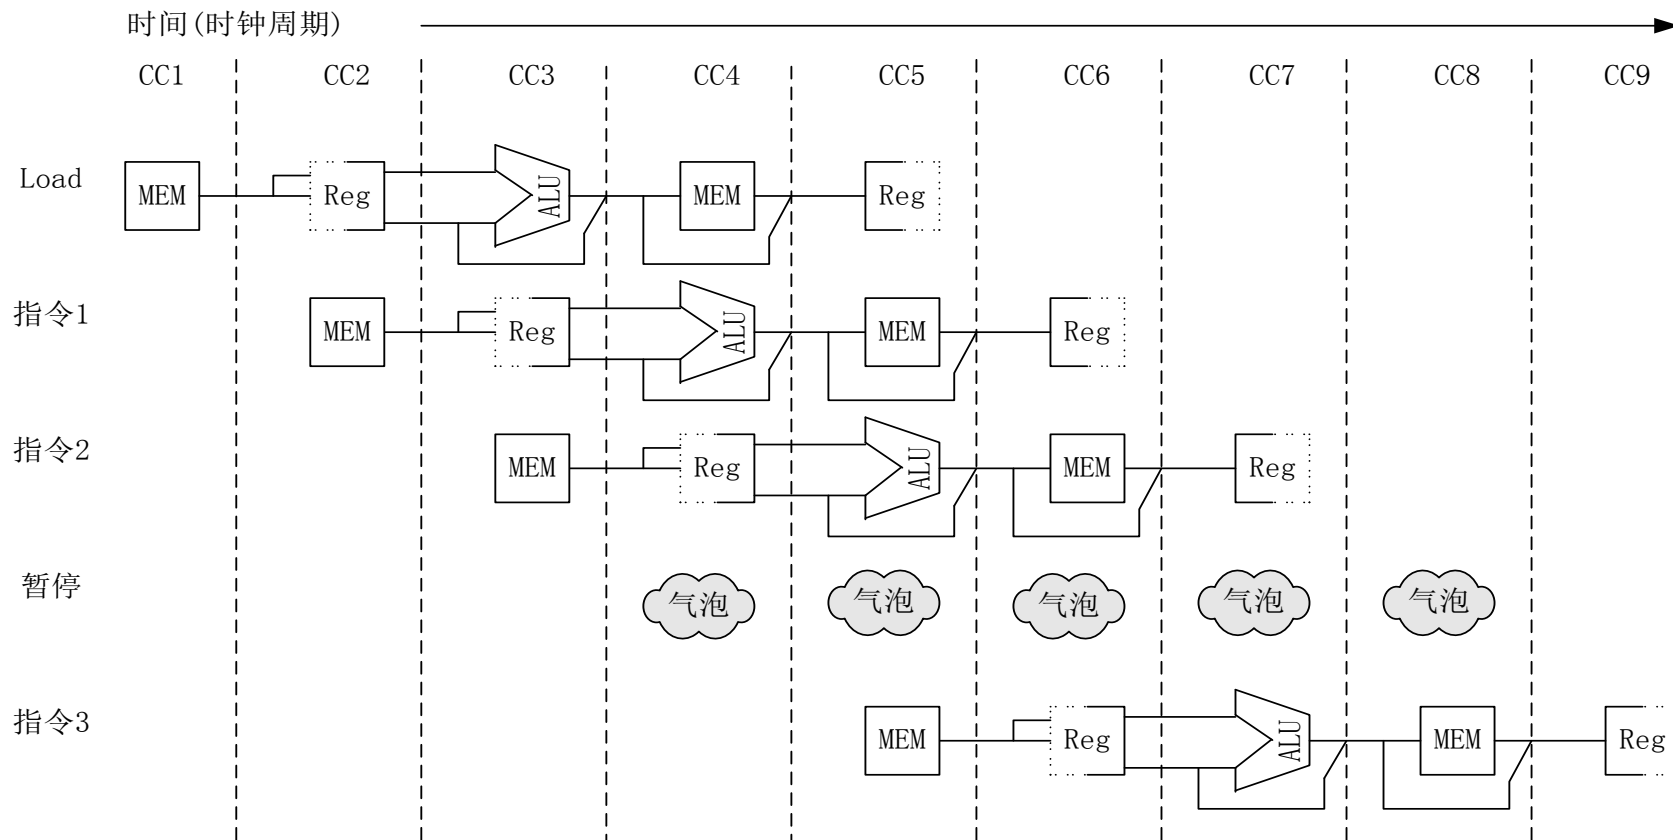 时间(时钟周期)
CC1 CC2 CC3 CC4 CC5 CC6 CC7 CC8 CC9
Load MEM Reg ALU MEM Reg
指令1 MEM Reg ALU MEM Reg
指令2 MEM Reg ALU MEM Reg
暂停 气泡 气泡 气泡 气泡 气泡
指令3 MEM Reg ALU MEM Reg